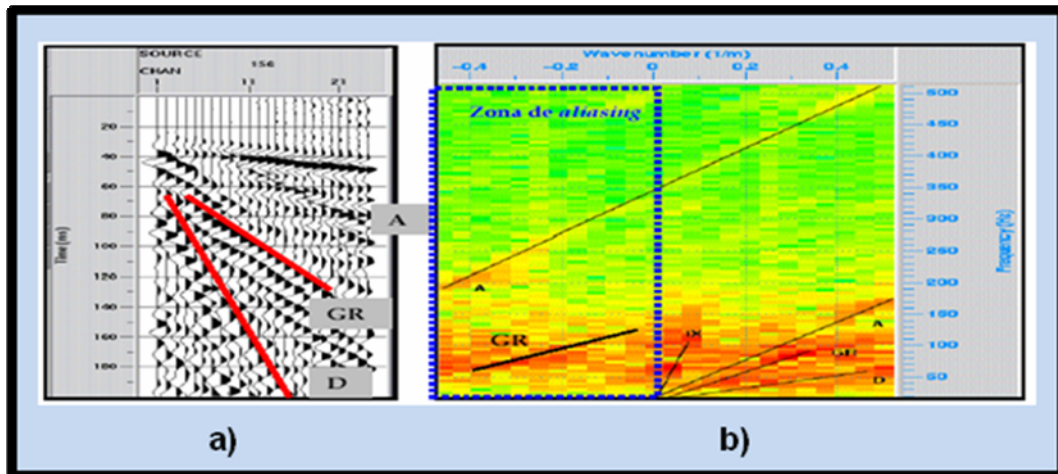 SOURCE
156
CHAN
1 11 21
20
40
60
80
100
120
140
160
180
Time (ms)
A
GR
D
a)
Wavenumber (1/m)
-0.4 -0.2 0 0.2 0.4
Zona de aliasing
A
GR
A
D
500
450
400
350
300
250
200
150
100
50
Frequency (Hz)
b)